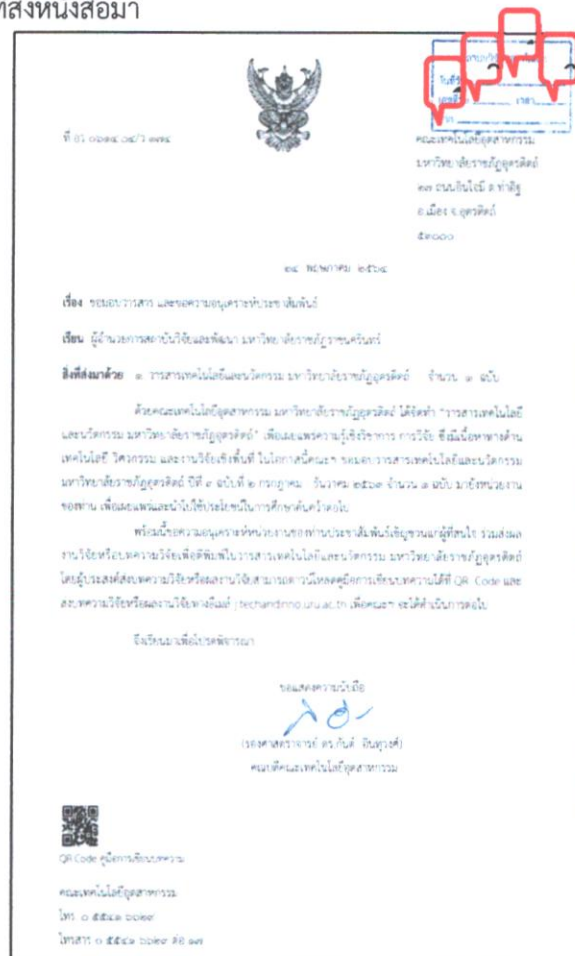 ที่ส่งหนังสือมา
วันที่
เวลา
คณะเทคโนโลยีอุตสาหกรรม
มหาวิทยาลัยราชภัฏอุตรดิตถ์
๒๗ ถนนอินใจมี ต.ท่าอิฐ
อ.เมือง จ.อุตรดิตถ์
๕๓๐๐๐
พฤษภาคม ๒๕๖๔
เรื่อง ขอมอบวารสาร และขอความอนุเคราะห์ประชาสัมพันธ์
เรียน ผู้อำนวยการสถาบันวิจัยและพัฒนา มหาวิทยาลัยราชภัฏราชนครินทร์
สิ่งที่ส่งมาด้วย ๑. วารสารเทคโนโลยีและนวัตกรรม มหาวิทยาลัยราชภัฏอุตรดิตถ์ จำนวน ๑ ฉบับ
ด้วยคณะเทคโนโลยีอุตสาหกรรม มหาวิทยาลัยราชภัฏอุตรดิตถ์ ได้จัดทำ "วารสารเทคโนโลยี
และนวัตกรรม มหาวิทยาลัยราชภัฏอุตรดิตถ์" เพื่อเผยแพร่ความรู้เชิงวิชาการ การวิจัย ซึ่งมีเนื้อหาทางด้าน
เทคโนโลยี วิศวกรรม และงานวิจัยเชิงพื้นที่ ในโอกาสนี้คณะฯ ขอมอบวารสารเทคโนโลยีและนวัตกรรม
มหาวิทยาลัยราชภัฏอุตรดิตถ์ ปีที่ ๙ ฉบับที่ ๒ กรกฎาคม - ธันวาคม ๒๕๖๓ จำนวน ๑ ฉบับ มายังหน่วยงาน
ของท่าน เพื่อเผยแพร่และนำไปใช้ประโยชน์ในการศึกษาค้นคว้าต่อไป
พร้อมนี้ขอความอนุเคราะห์หน่วยงานของท่านประชาสัมพันธ์เชิญชวนแก่ผู้ที่สนใจ ร่วมส่งผล
งานวิจัยหรือบทความวิจัยเพื่อตีพิมพ์ในวารสารเทคโนโลยีและนวัตกรรม มหาวิทยาลัยราชภัฏอุตรดิตถ์
โดยผู้ประสงค์ส่งบทความวิจัยหรือผลงานวิจัยสามารถดาวน์โหลดคู่มือการเขียนบทความได้ที่ QR Code และ
ส่งบทความวิจัยหรือผลงานวิจัยทางอีเมล์ เพื่อคณะฯ จะได้ดำเนินการต่อไป
จึงเรียนมาเพื่อโปรดพิจารณา
ขอแสดงความนับถือ
(รองศาสตราจารย์ ดร.กันต์ อินทุวงศ์)
คณบดีคณะเทคโนโลยีอุตสาหกรรม
QR Code คู่มือการเขียนบทความ
คณะเทคโนโลยีอุตสาหกรรม
โทร
โทรสาร